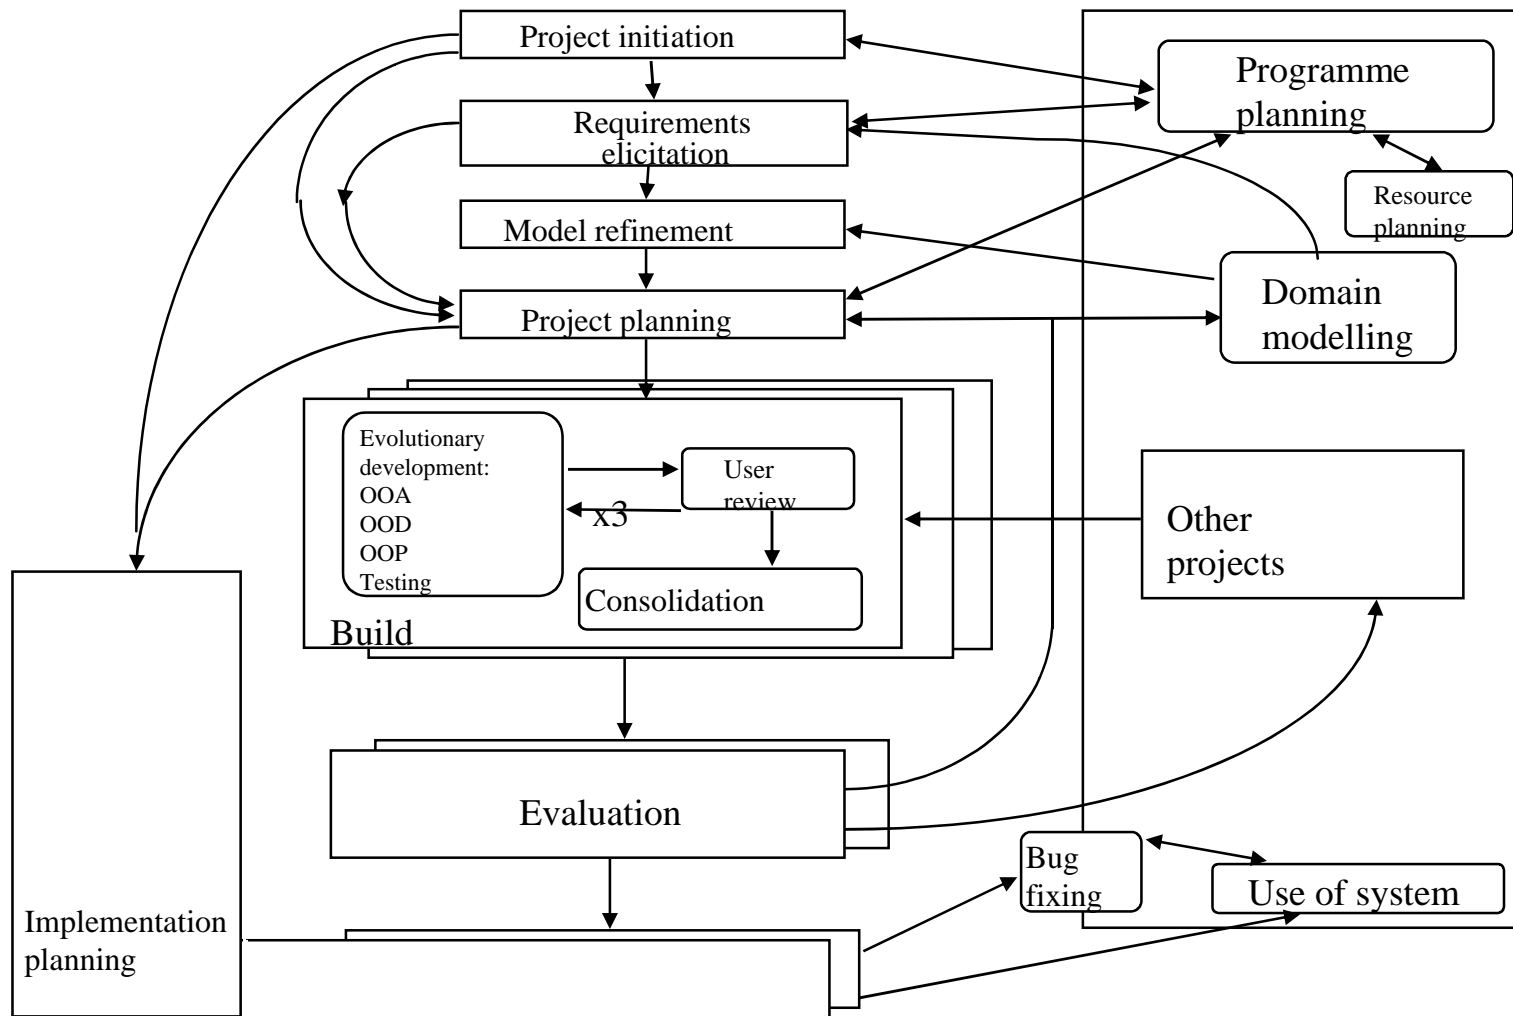 Project initiation
Programme
planning
Requirements
elicitation
Resource
planning
Model refinement
Domain
modelling
Project planning
Evolutionary
development:
OOA
OOD
OOP
Testing
User
review
x3
Consolidation
Build
Other
projects
Evaluation
Bug
fixing
Use of system
Implementation
planning